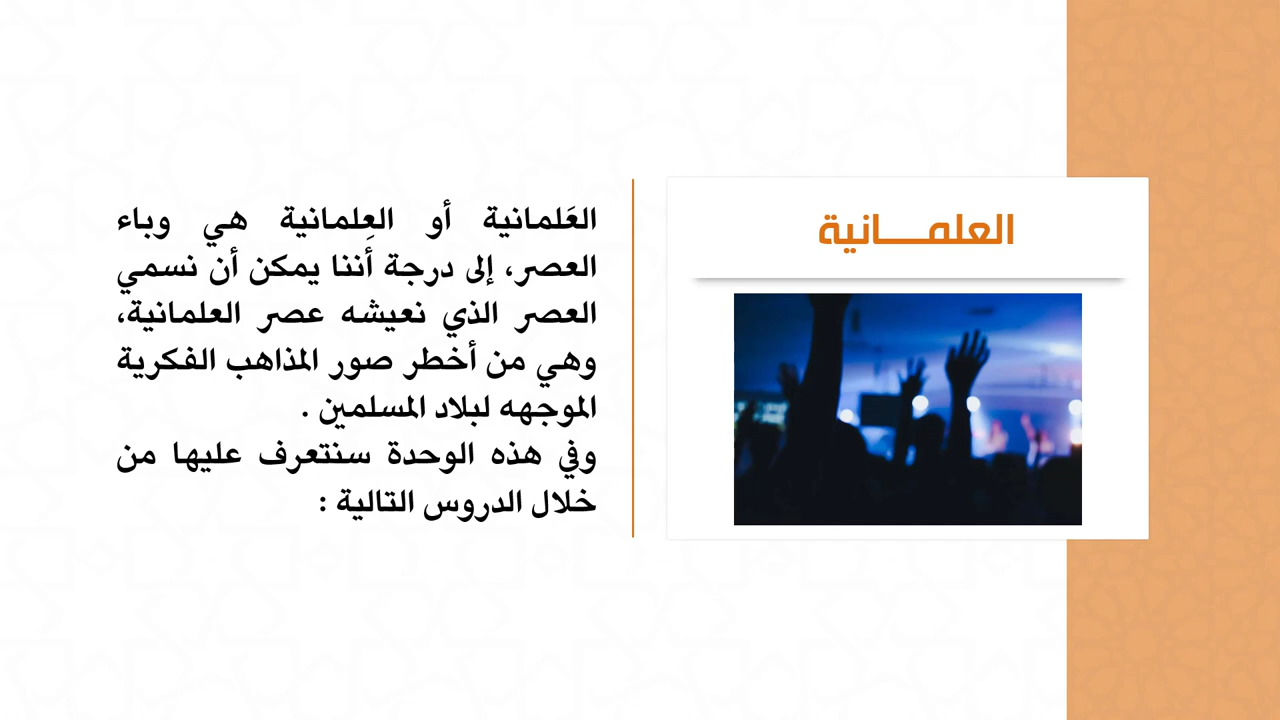 العلمـــانية
العَلمانية أو العِلمانية هي وباء
العصر، إلى درجة أننا يمكن أن نسمي
العصر الذي نعيشه عصر العلمانية،
وهي من أخطر صور المذاهب الفكرية
الموجهه لبلاد المسلمين .
وفي هذه الوحدة سنتعرف عليها من
خلال الدروس التالية :